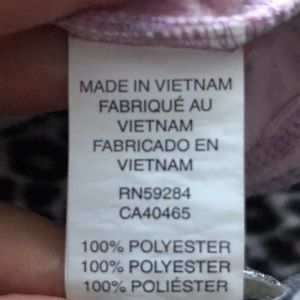 MADE IN VIETNAM
FABRIQUÉ AU
VIETNAM
FABRICADO EN
VIETNAM
RN59284
CA40465
100% POLYESTER
100% POLYESTER
100% POLIÉSTER